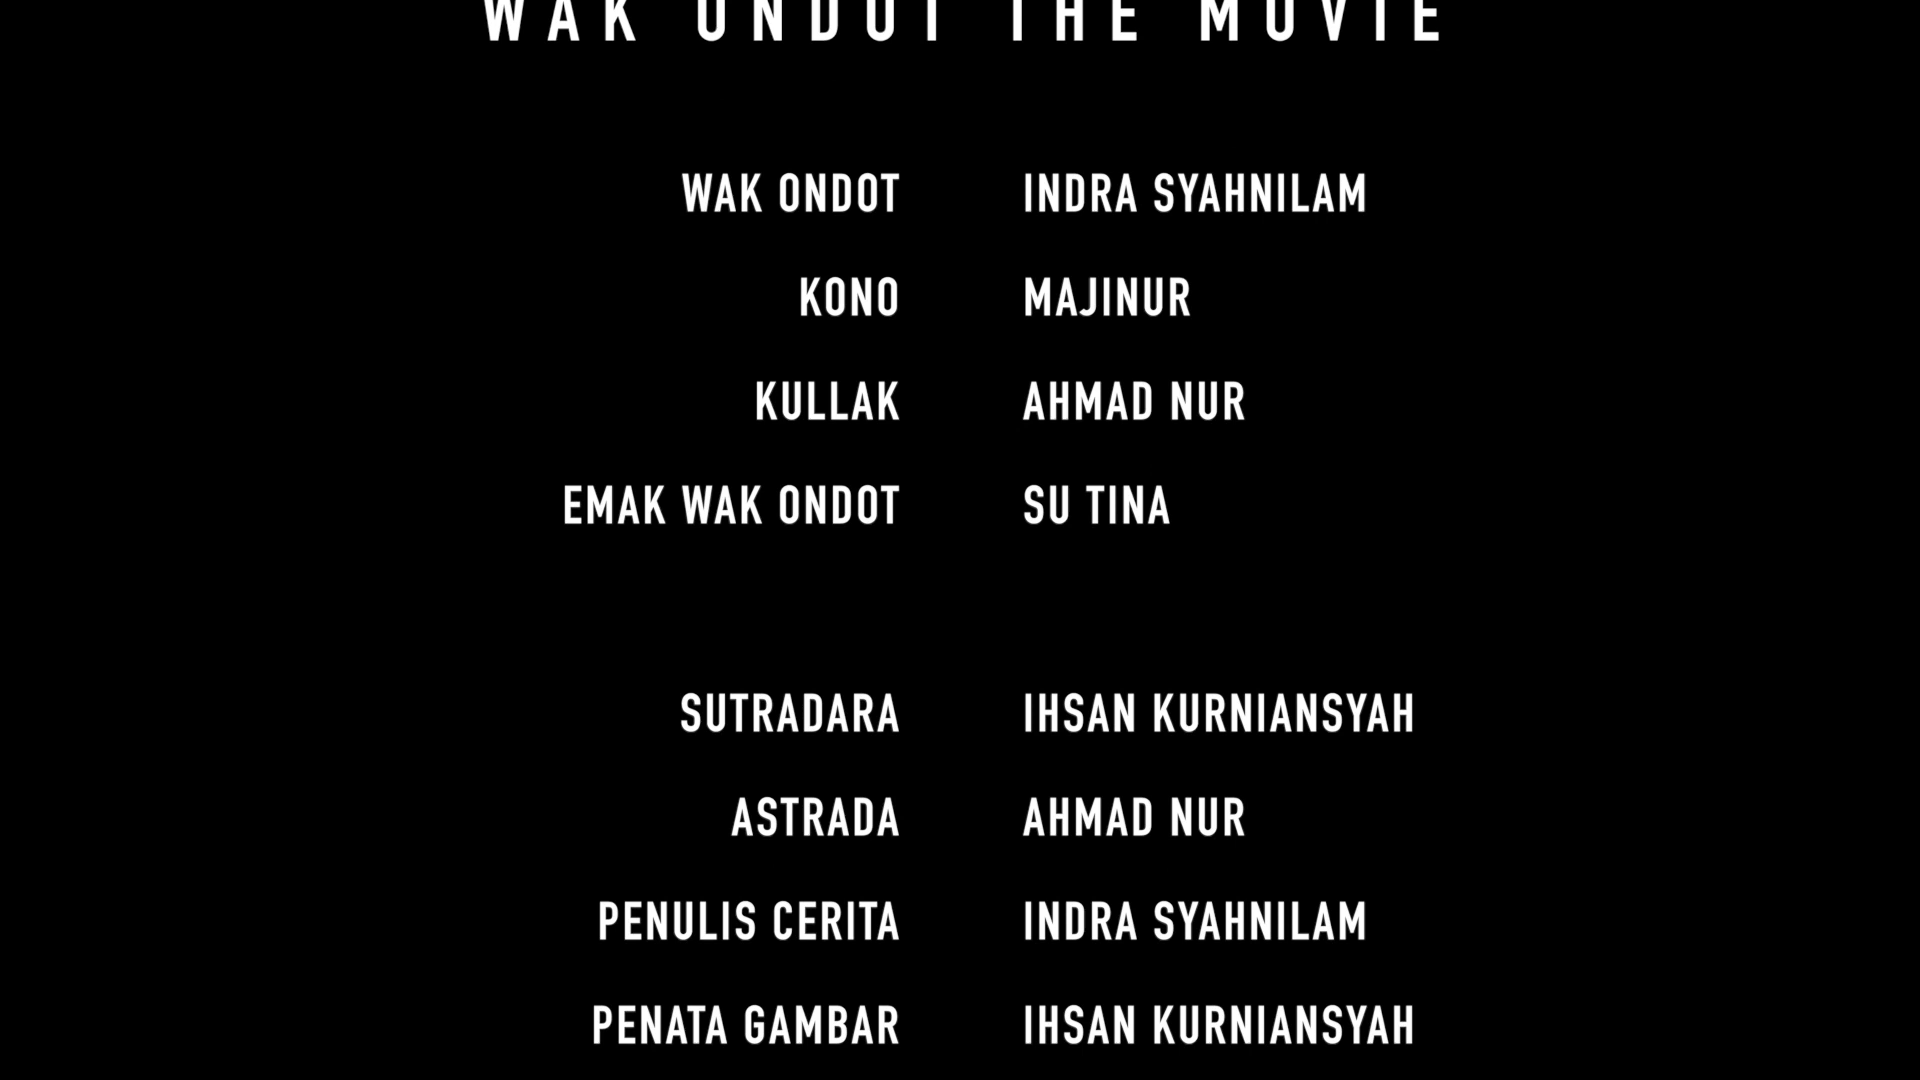 WAK ONDOT THE MOVIE
WAK ONDOT INDRA SYAHNILAM
KONO MAJINUR
KULLAK AHMAD NUR
EMAK WAK ONDOT SU TINA
SUTRADARA IHSAN KURNIANSYAH
ASTRADA AHMAD NUR
PENULIS CERITA INDRA SYAHNILAM
PENATA GAMBAR IHSAN KURNIANSYAH